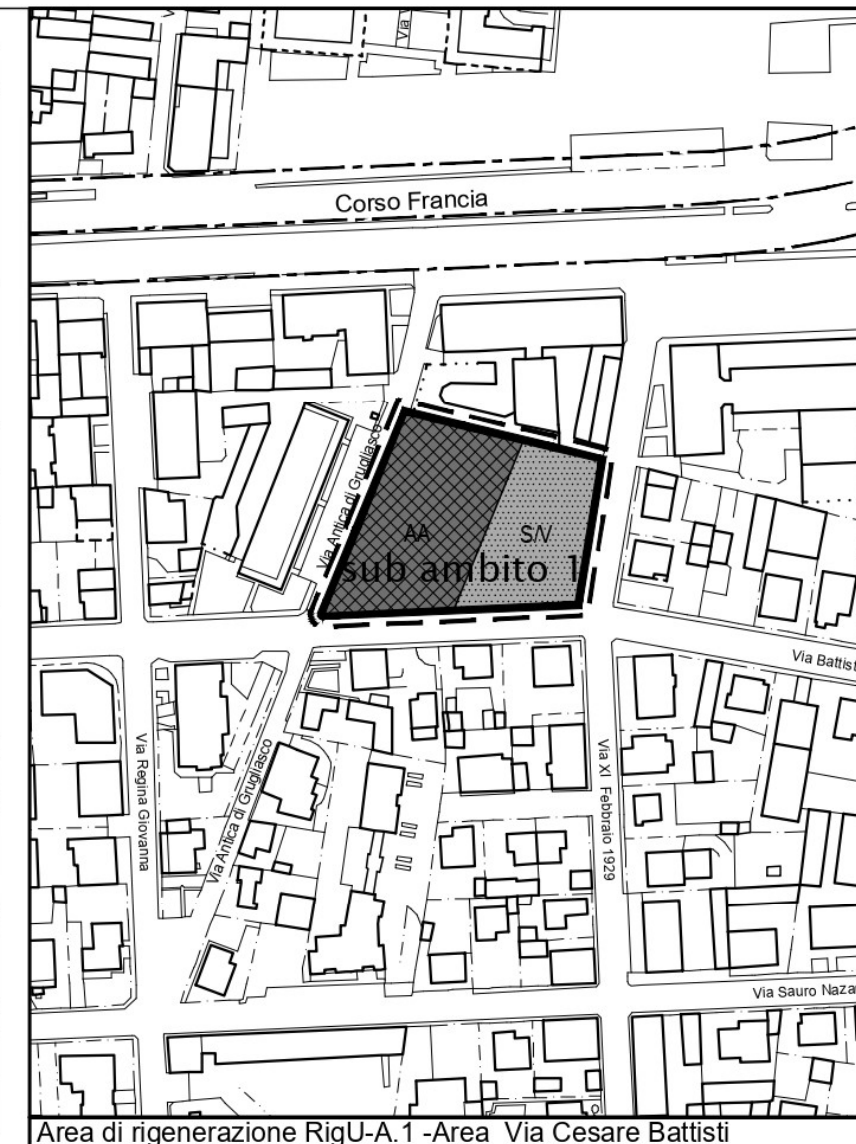 Via
Corso Francia
Via Antica di Grugliasco
AA
S/V
sub ambito 1
Via Battist
Via Regina Giovanna
Via Antica di Grugliasco
Via XI Febbraio 1929
Via Sauro Naza
Area di rigenerazione RigU-A.1 -Area Via Cesare Battisti